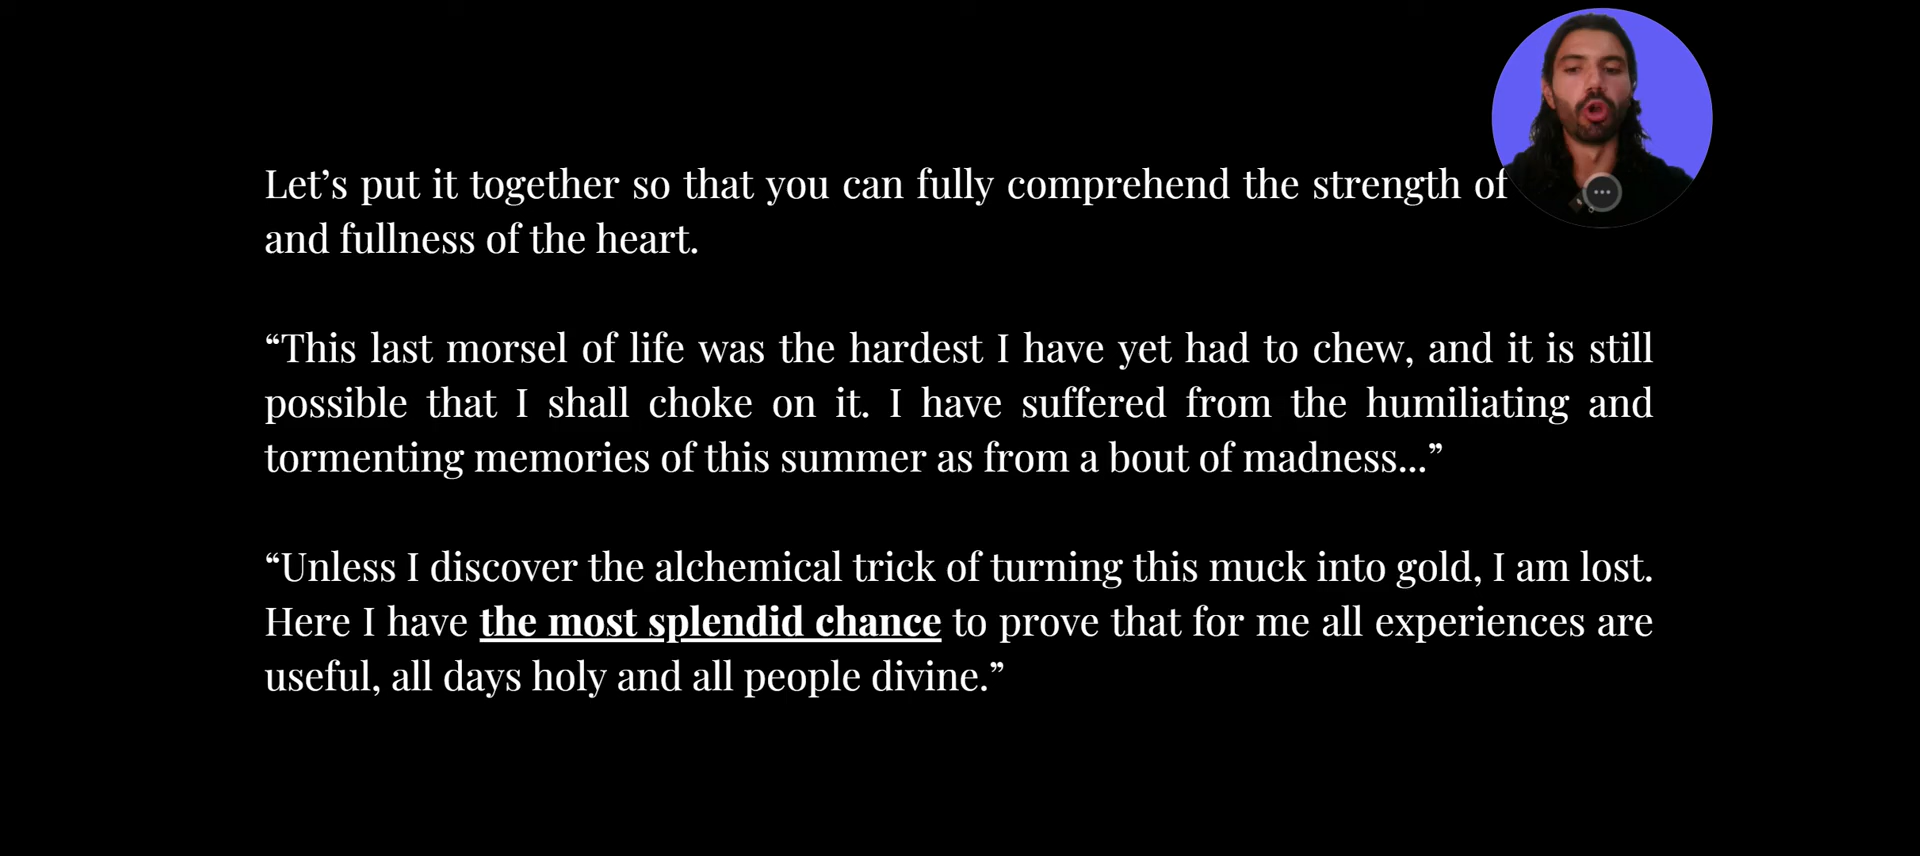 Let’s put it together so that you can fully comprehend the strength of
and fullness of the heart.
“This last morsel of life was the hardest I have yet had to chew, and it is still
possible that I shall choke on it. I have suffered from the humiliating and
tormenting memories of this summer as from a bout of madness...”
“Unless I discover the alchemical trick of turning this muck into gold, I am lost.
Here I have the most splendid chance to prove that for me all experiences are
useful, all days holy and all people divine.”